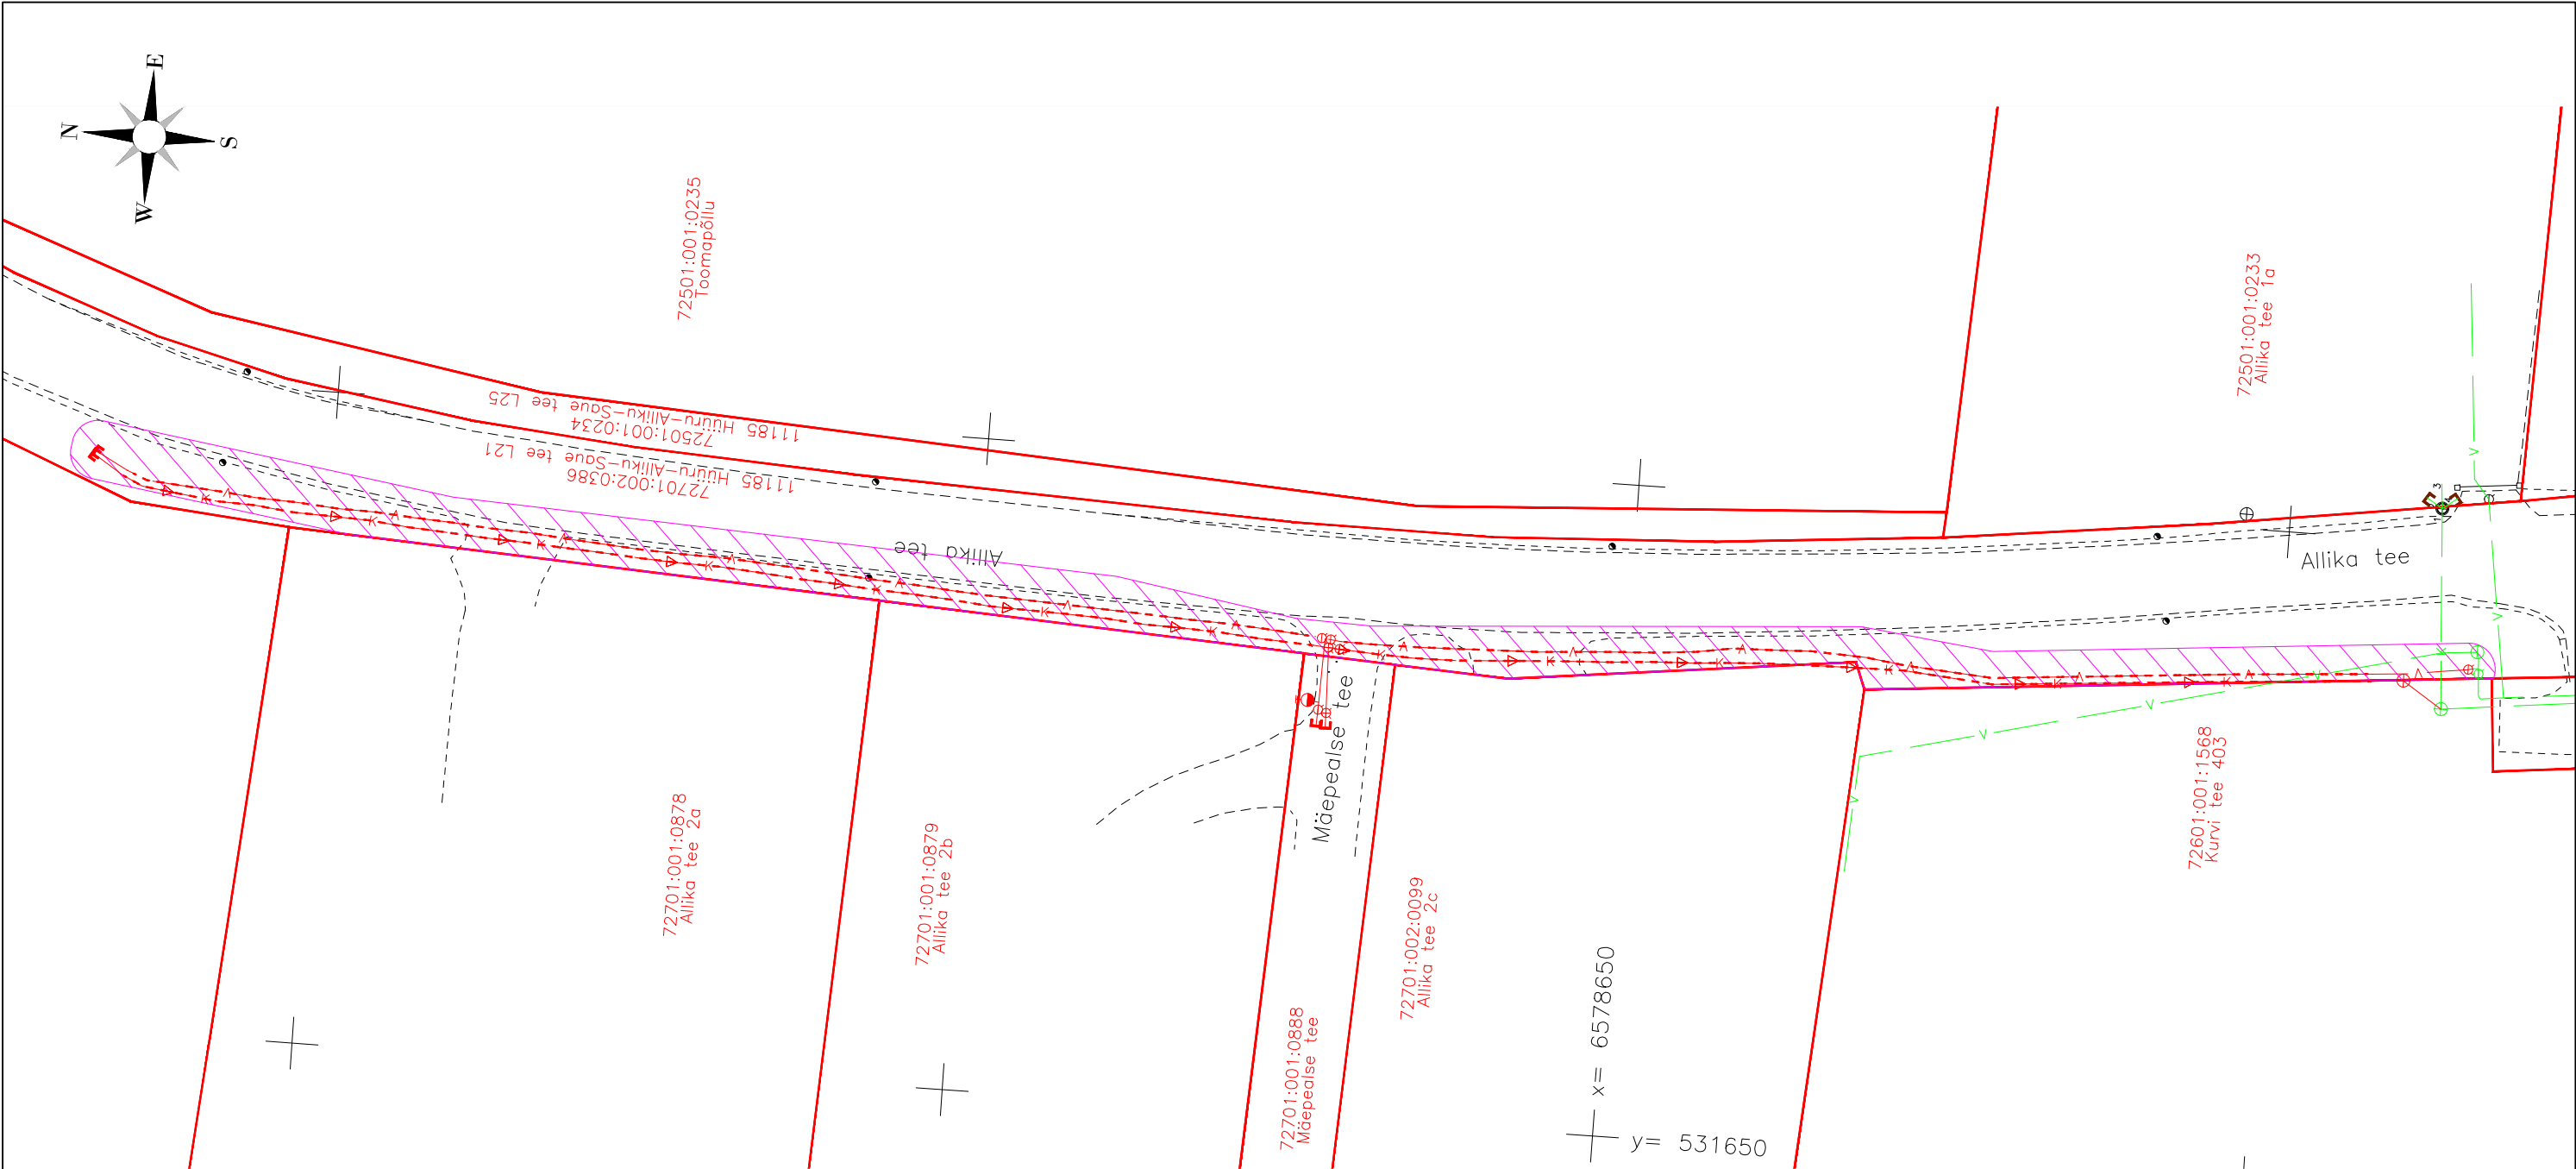 N
E
S
W
72501:001:0235
Toomapõllu
11185 Hüüru-Alliku-Saue tee L25
72501:001:0234
11185 Hüüru-Alliku-Saue tee L21
72701:002:0386
Allika tee
72501:001:0233
Allika tee 1a
Allika tee
3
4
72701:001:0878
Allika tee 2a
72701:001:0879
Allika tee 2b
Mäepealse tee
72701:001:0888
Mäepealse tee
72701:002:0099
Allika tee 2c
72601:001:1568
Kurvi tee 403
x= 6578650
y= 531650
V
V
V
V
V
V
K
K
K
K
K
K
K
K
K
K
K
K
K